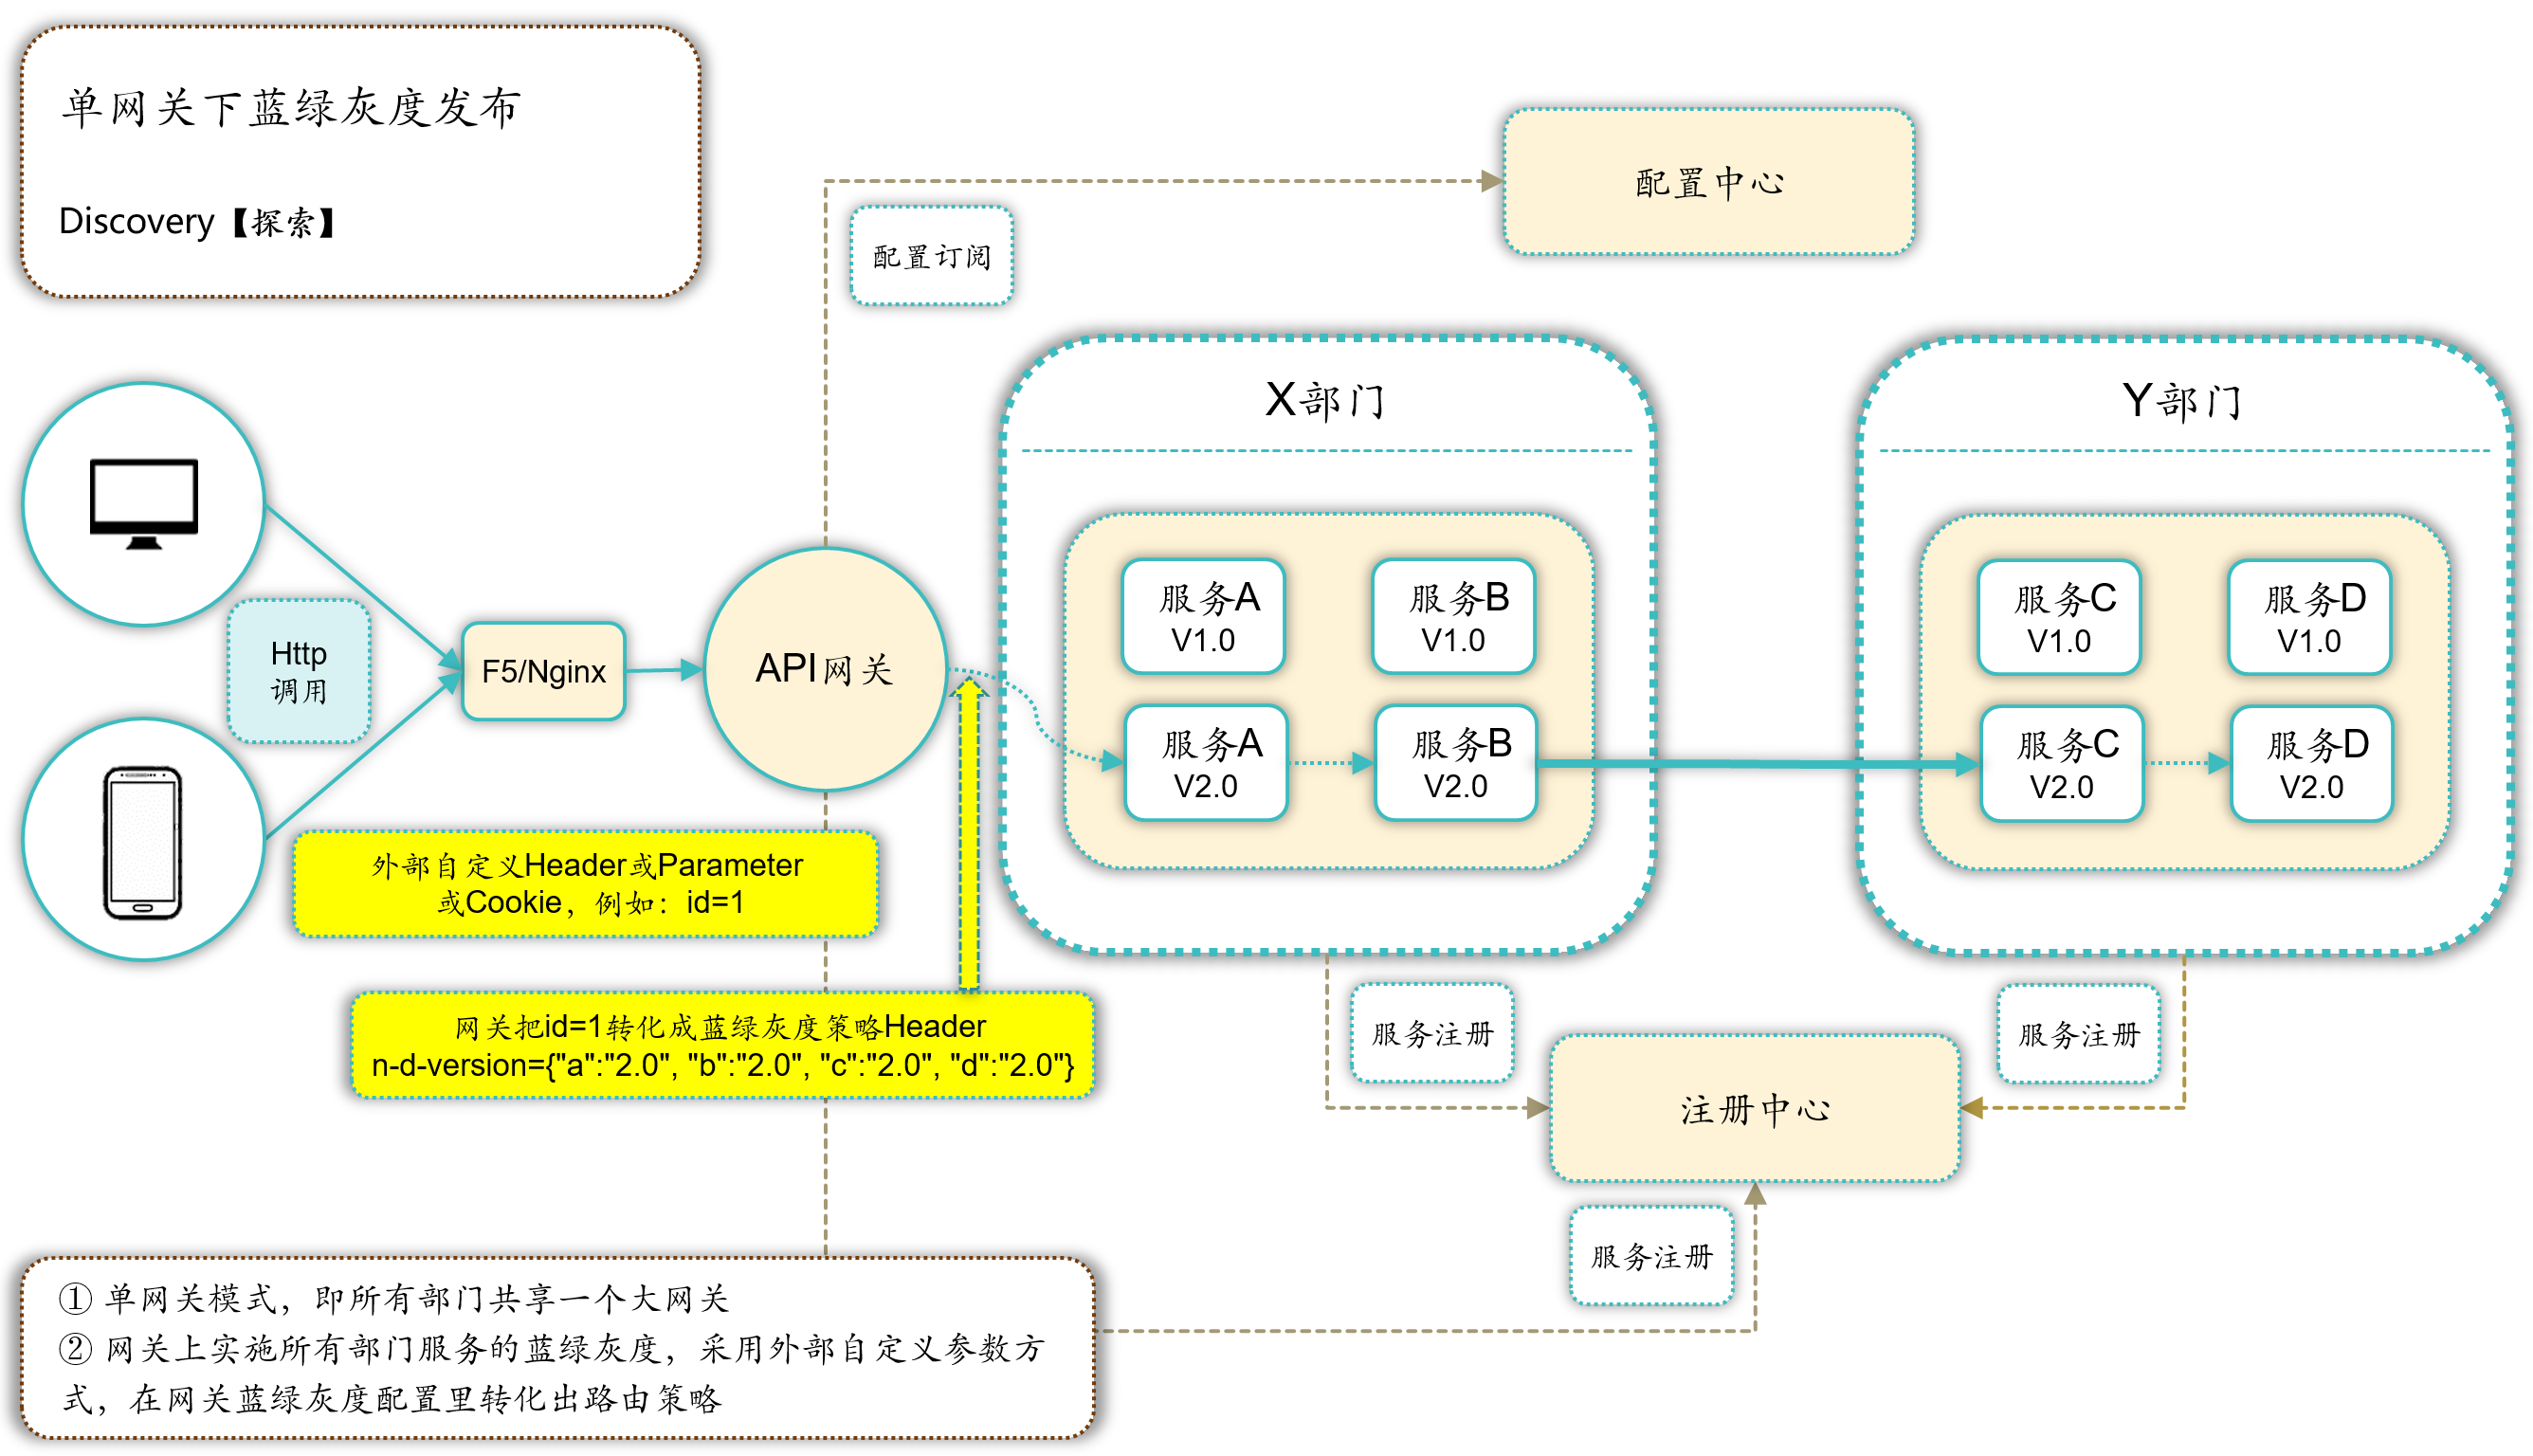 单网关下蓝绿灰度发布
Discovery【探索】
配置中心
配置订阅
X部门
Y部门
服务A
V1.0
服务B
V1.0
服务C
V1.0
服务D
V1.0
Http
调用
F5/Nginx
API网关
服务A
V2.0
服务B
V2.0
服务C
V2.0
服务D
V2.0
外部自定义Header或Parameter
或Cookie，例如：id=1
网关把id=1转化成蓝绿灰度策略Header
n-d-version={"a":"2.0", "b":"2.0", "c":"2.0", "d":"2.0"}
服务注册
服务注册
注册中心
服务注册
① 单网关模式，即所有部门共享一个大网关
② 网关上实施所有部门服务的蓝绿灰度，采用外部自定义参数方
式，在网关蓝绿灰度配置里转化出路由策略